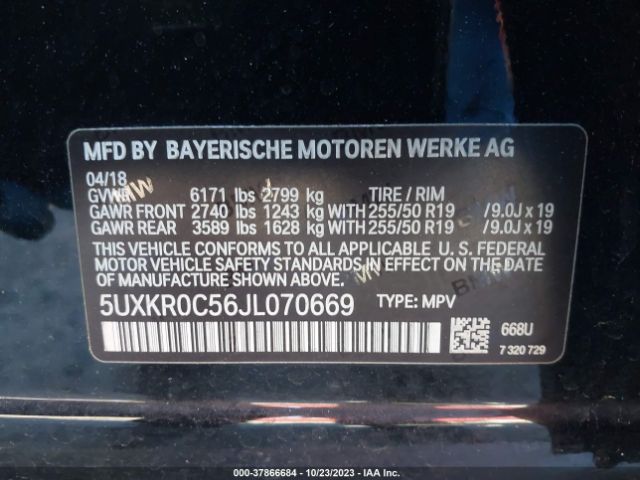 MFD BY BAYERISCHE MOTOREN WERKE AG
04/18
GVWR 6171 lbs 2799 kg TIRE / RIM
GAWR FRONT 2740 lbs 1243 kg WITH 255/50 R19 /9.0J x 19
GAWR REAR 3589 lbs 1628 kg WITH 255/50 R19 /9.0J x 19
THIS VEHICLE CONFORMS TO ALL APPLICABLE U. S. FEDERAL
MOTOR VEHICLE SAFETY STANDARDS IN EFFECT ON THE DATE
OF MANUFACTURE SHOWN ABOVE.
5UXKR0C56JL070669 TYPE: MPV
668U
7 320 729
000-37866684 | 10/23/2023 | IAA Inc.